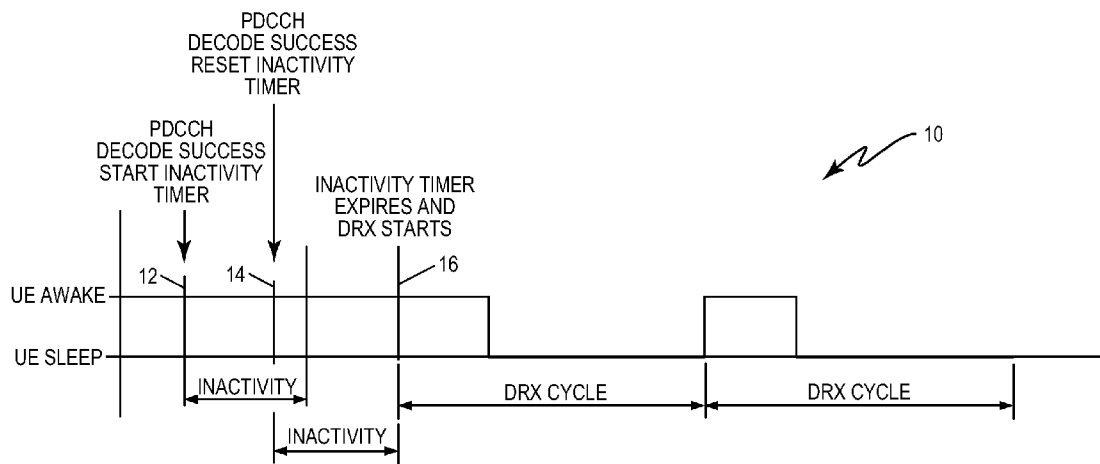 PDCCH
DECODE SUCCESS
RESET INACTIVITY
TIMER
PDCCH
DECODE SUCCESS
START INACTIVITY
TIMER
10
INACTIVITY TIMER
EXPIRES AND
DRX STARTS
12
14
16
UE AWAKE
UE SLEEP
INACTIVITY
DRX CYCLE
DRX CYCLE
INACTIVITY